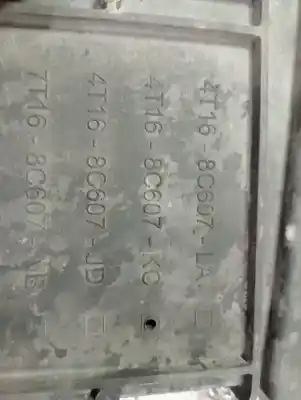 4T16 - 8C607 - LA
4T16 - 8C607 - KC
4T16 - 8C607 - JD
7T16 - 8C607 -